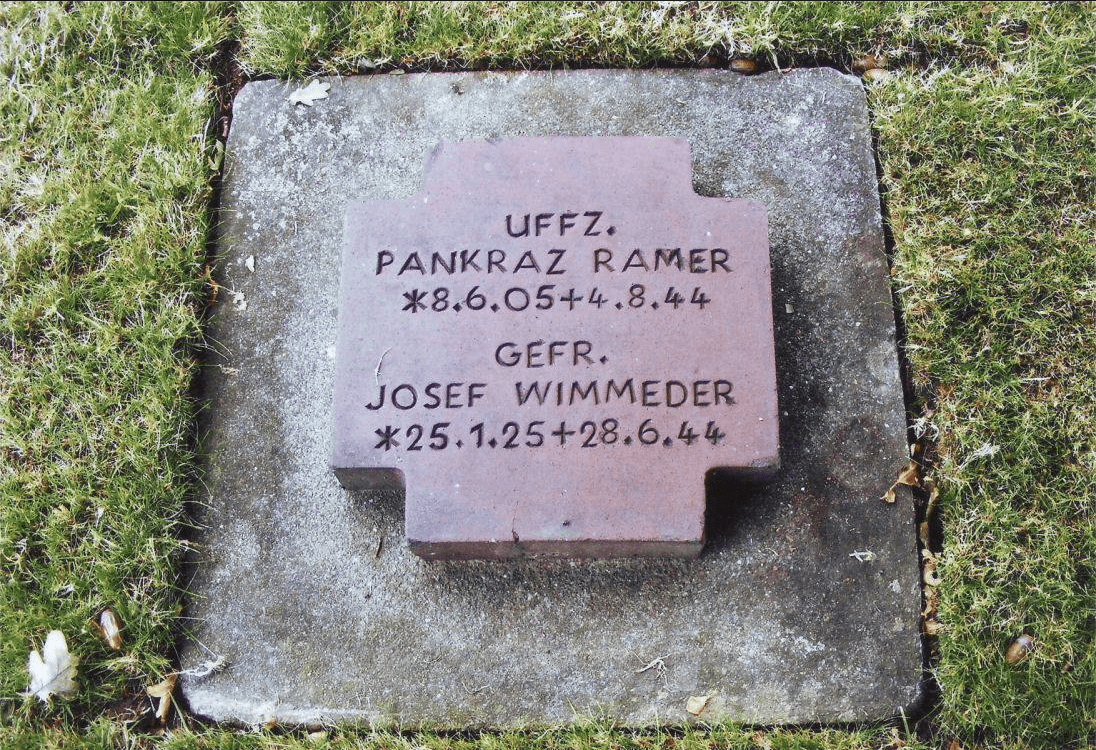 UFFZ.
PANKRAZ RAMER
*8.6.05+4.8.44
GEFR.
JOSEF WIMMEDER
*25.1.25+28.6.44